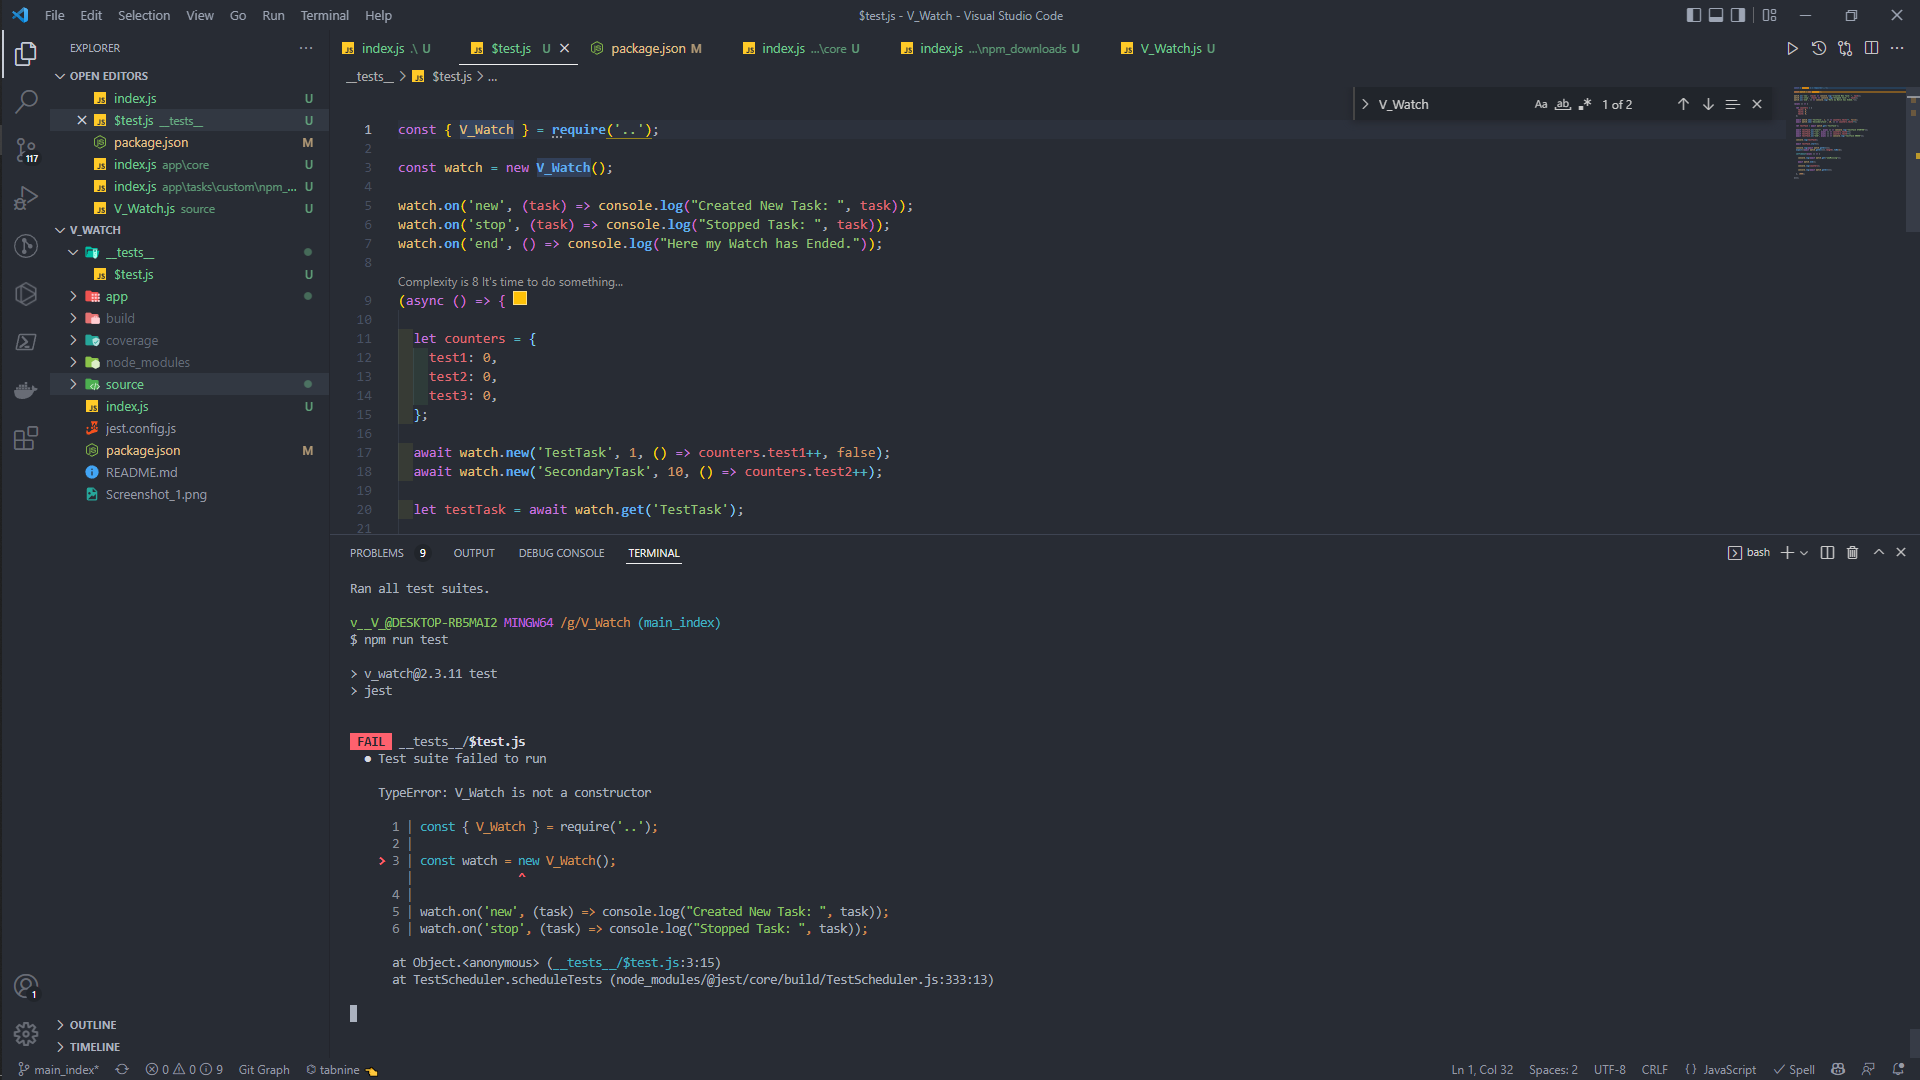 File Edit Selection View Go Run Terminal Help
$test.js - V_Watch - Visual Studio Code
EXPLORER
OPEN EDITORS
index.js U
$test.js __tests__ U
package.json M
index.js app\core U
index.js app\tasks\custom\npm_... U
V_Watch.js source U
V_WATCH
__tests__
$test.js U
app
build
coverage
node_modules
source
index.js U
jest.config.js
package.json M
README.md
Screenshot_1.png
OUTLINE
TIMELINE
117
1
index.js .\ U
$test.js U
package.json M
index.js ...\core U
index.js ...\npm_downloads U
V_Watch.js U
__tests__ > $test.js > ...
V_Watch Aa ab 1 of 2
1 const { V_Watch } = require('..');
2
3 const watch = new V_Watch();
4
5 watch.on('new', (task) => console.log("Created New Task: ", task));
6 watch.on('stop', (task) => console.log("Stopped Task: ", task));
7 watch.on('end', () => console.log("Here my Watch has Ended."));
8
Complexity is 8 It's time to do something...
9 (async () => {
10
11 let counters = {
12 test1: 0,
13 test2: 0,
14 test3: 0,
15 };
16
17 await watch.new('TestTask', 1, () => counters.test1++, false);
18 await watch.new('SecondaryTask', 10, () => counters.test2++);
19
20 let testTask = await watch.get('TestTask');
21
PROBLEMS 9 OUTPUT DEBUG CONSOLE TERMINAL
bash
Ran all test suites.
v__V_@DESKTOP-RB5MAI2 MINGW64 /g/V_Watch (main_index)
$ npm run test
> v_watch@2.3.11 test
> jest
FAIL __tests__/$test.js
● Test suite failed to run
TypeError: V_Watch is not a constructor
1 | const { V_Watch } = require('..');
2 |
> 3 | const watch = new V_Watch();
| ^
4 |
5 | watch.on('new', (task) => console.log("Created New Task: ", task));
6 | watch.on('stop', (task) => console.log("Stopped Task: ", task));
at Object.<anonymous> (__tests__/$test.js:3:15)
at TestScheduler.scheduleTests (node_modules/@jest/core/build/TestScheduler.js:333:13)
main_index* 0 0 9 Git Graph tabnine
Ln 1, Col 32 Spaces: 2 UTF-8 CRLF {} JavaScript Spell